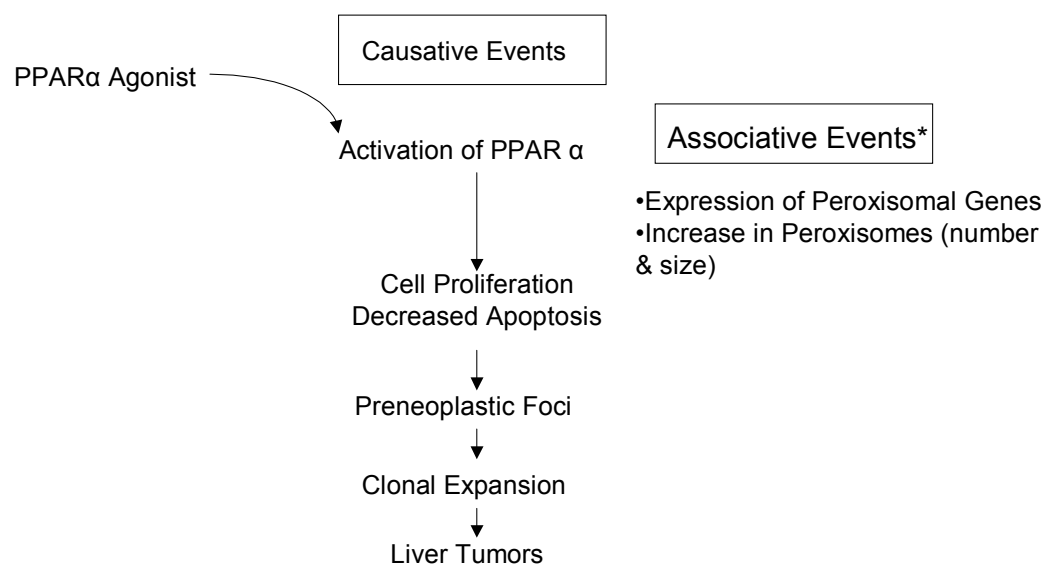 Causative Events
PPARα Agonist
Activation of PPAR α
Associative Events*
•Expression of Peroxisomal Genes
•Increase in Peroxisomes (number
& size)
Cell Proliferation
Decreased Apoptosis
Preneoplastic Foci
Clonal Expansion
Liver Tumors